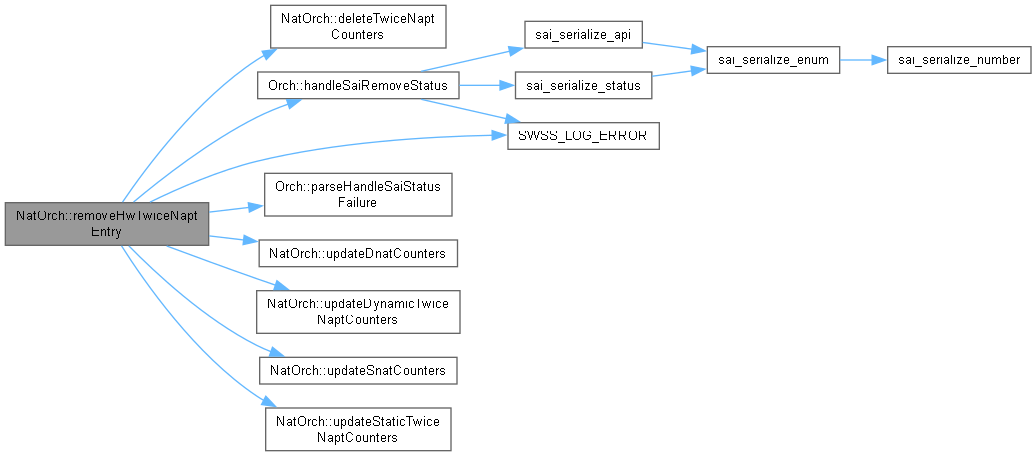 NatOrch::deleteTwiceNapt
Counters
sai_serialize_api
sai_serialize_enum
sai_serialize_number
Orch::handleSaiRemoveStatus
sai_serialize_status
SWSS_LOG_ERROR
Orch::parseHandleSaiStatus
Failure
NatOrch::removeHwTwiceNapt
Entry
NatOrch::updateDnatCounters
NatOrch::updateDynamicTwice
NaptCounters
NatOrch::updateSnatCounters
NatOrch::updateStaticTwice
NaptCounters